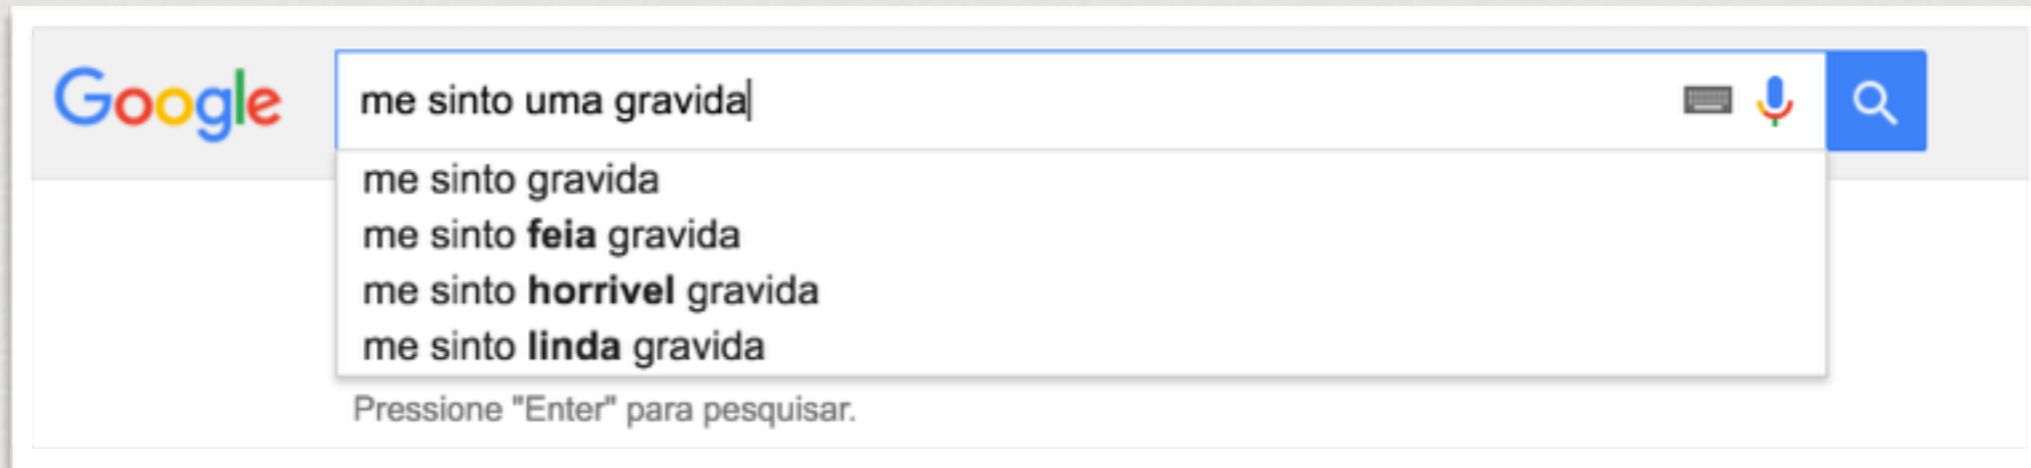 Google
me sinto uma gravida
me sinto gravida
me sinto feia gravida
me sinto horrivel gravida
me sinto linda gravida
Pressione "Enter" para pesquisar.